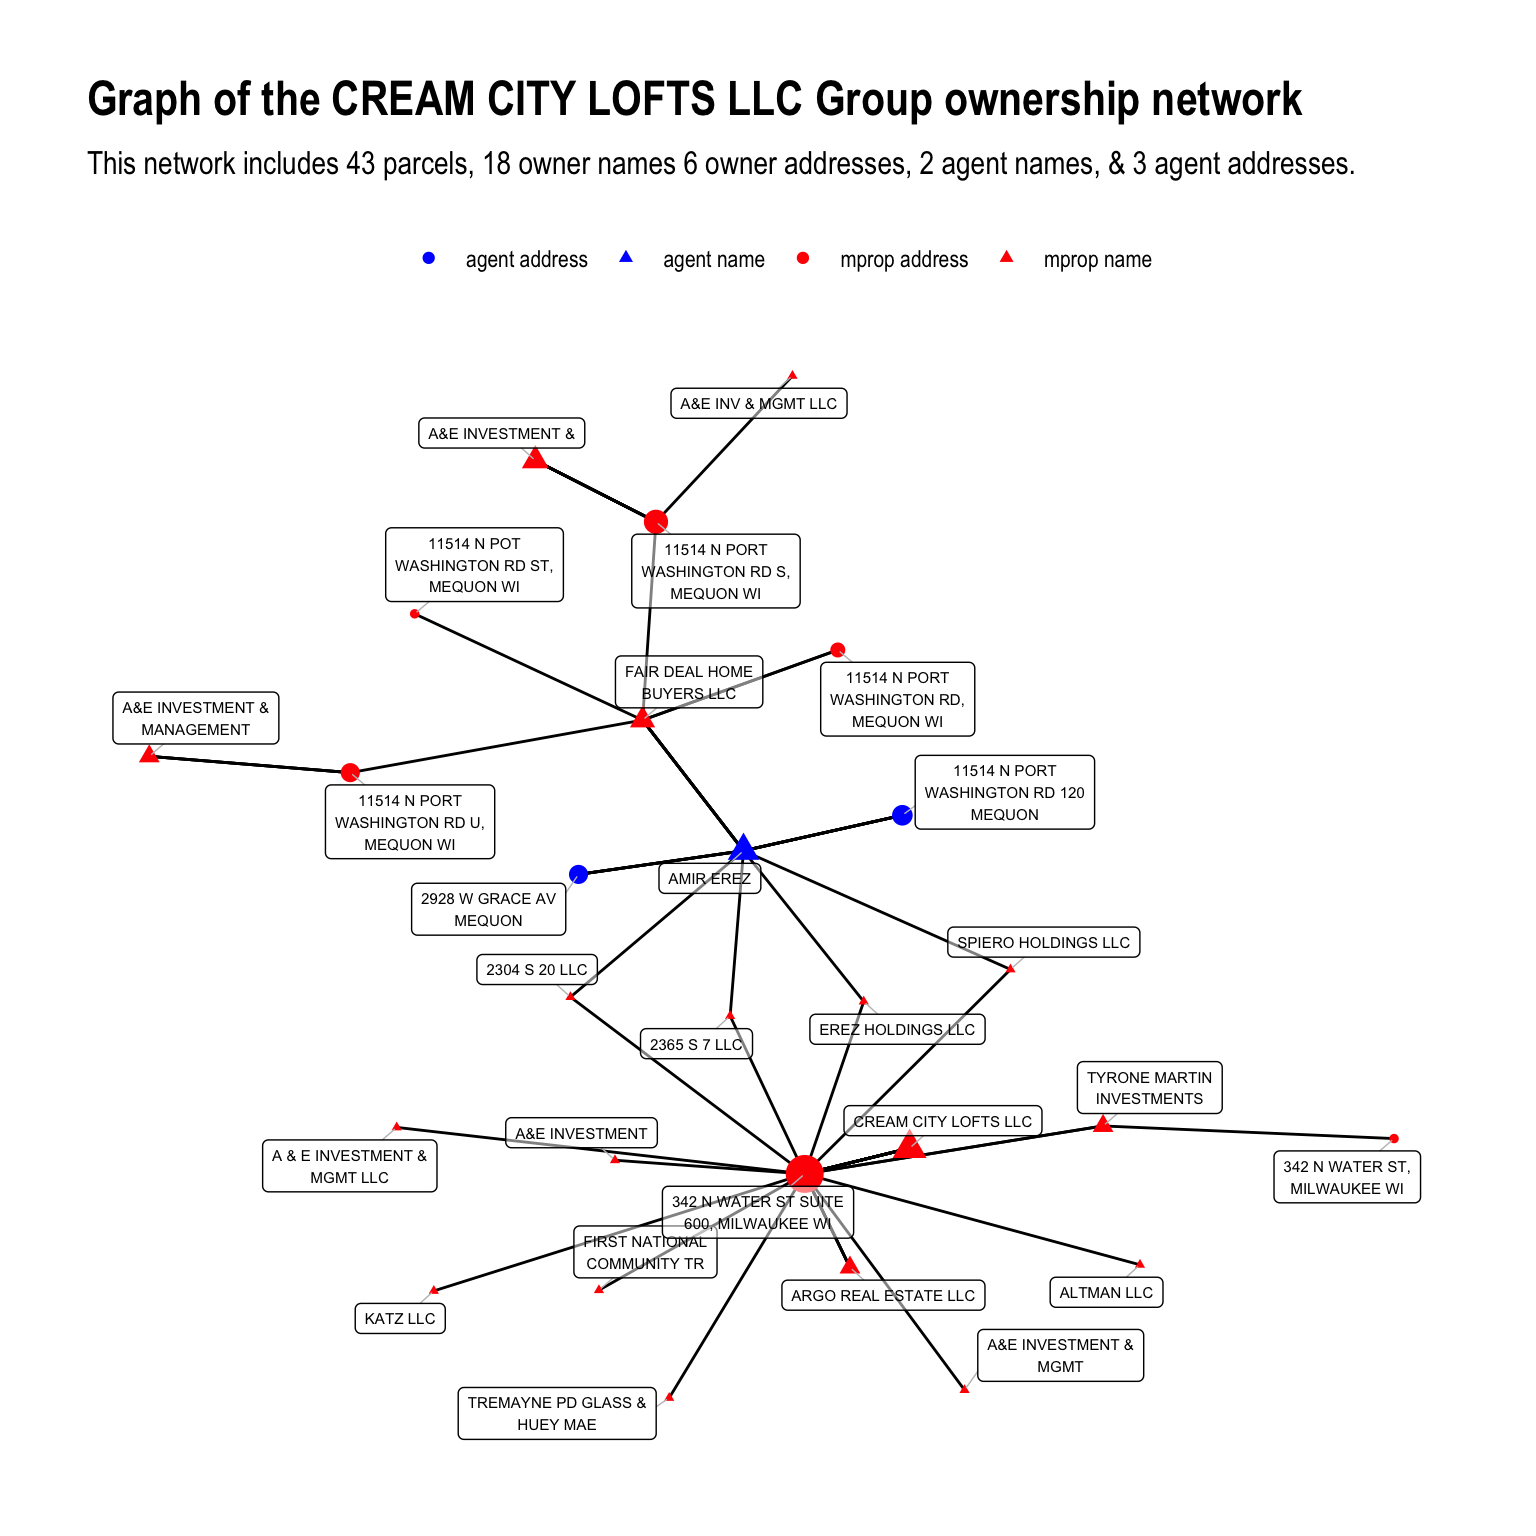 Graph of the CREAM CITY LOFTS LLC Group ownership network
This network includes 43 parcels, 18 owner names 6 owner addresses, 2 agent names, & 3 agent addresses.
agent address
agent name
mprop address
mprop name
A&E INV & MGMT LLC
A&E INVESTMENT &
11514 N POT
WASHINGTON RD ST,
MEQUON WI
11514 N PORT
WASHINGTON RD S,
MEQUON WI
FAIR DEAL HOME
BUYERS LLC
11514 N PORT
WASHINGTON RD,
MEQUON WI
A&E INVESTMENT &
MANAGEMENT
11514 N PORT
WASHINGTON RD U,
MEQUON WI
11514 N PORT
WASHINGTON RD 120
MEQUON
AMIR EREZ
2928 W GRACE AV
MEQUON
SPIERO HOLDINGS LLC
2304 S 20 LLC
EREZ HOLDINGS LLC
2365 S 7 LLC
TYRONE MARTIN
INVESTMENTS
CREAM CITY LOFTS LLC
A&E INVESTMENT
A & E INVESTMENT &
MGMT LLC
342 N WATER ST,
MILWAUKEE WI
342 N WATER ST SUITE
600, MILWAUKEE WI
FIRST NATIONAL
COMMUNITY TR
ARGO REAL ESTATE LLC
ALTMAN LLC
KATZ LLC
A&E INVESTMENT &
MGMT
TREMAYNE PD GLASS &
HUEY MAE